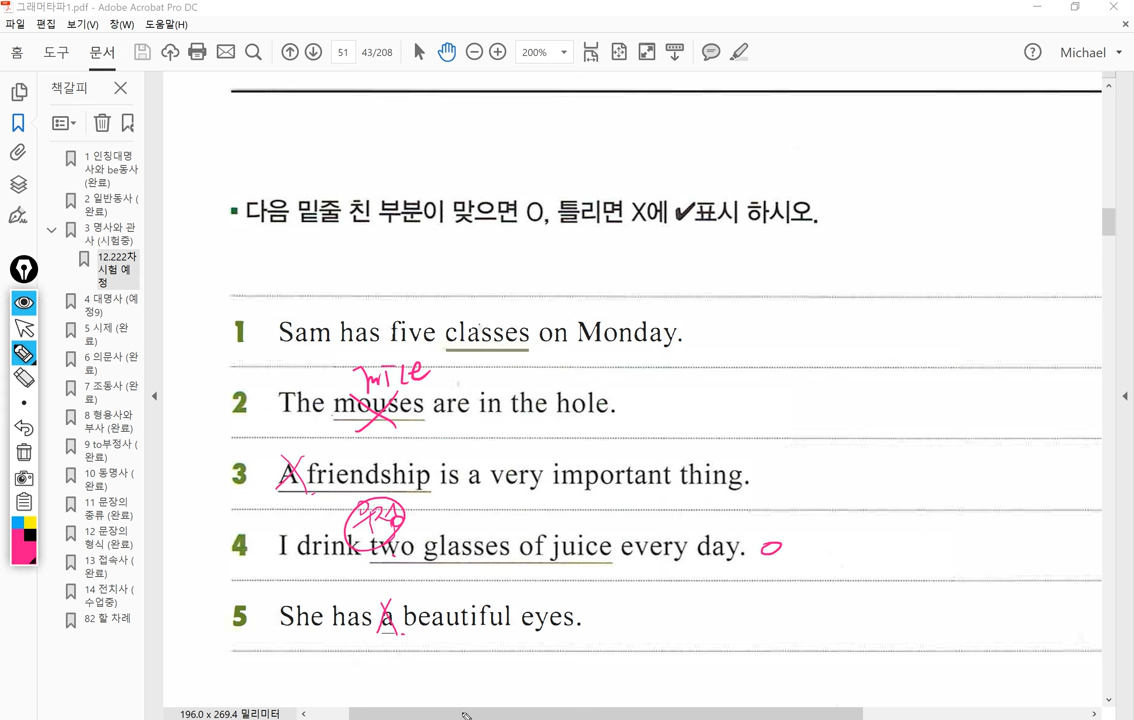 그래머타파1.pdf - Adobe Acrobat Pro DC
파일 편집 보기(V) 창(W) 도움말(H)
홈 도구 문서 51 43/208 200% Michael
책갈피
1 인칭대명
사와 be동사
(완료)
2 일반동사 (
완료)
3 명사와 관
사 (시험중)
12.222차
시험 예
정
4 대명사 (예
정9)
5 시제 (완
료)
6 의문사 (완
료)
7 조동사 (
완료)
8 형용사와
부사 (완료)
9 to부정사 (
완료)
10 동명사 (
완료)
11 문장의
종류 (완료)
12 문장의
형식 (완료)
13 접속사 (
완료)
14 전치사 (
수업중)
82 할 차례
다음 밑줄 친 부분이 맞으면 O, 틀리면 X에 ✔표시 하시오.
1 Sam has five classes on Monday.
mice
2 The mouses are in the hole.
3 A friendship is a very important thing.
4 I drink two glasses of juice every day. O
5 She has a beautiful eyes.
196.0 x 269.4 밀리미터